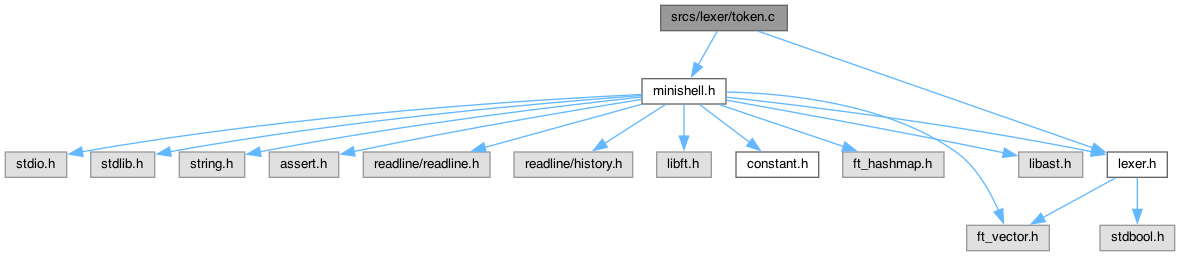 srcs/lexer/token.c
minishell.h
stdio.h
stdlib.h
string.h
assert.h
readline/readline.h
readline/history.h
libft.h
constant.h
ft_hashmap.h
libast.h
lexer.h
ft_vector.h
stdbool.h